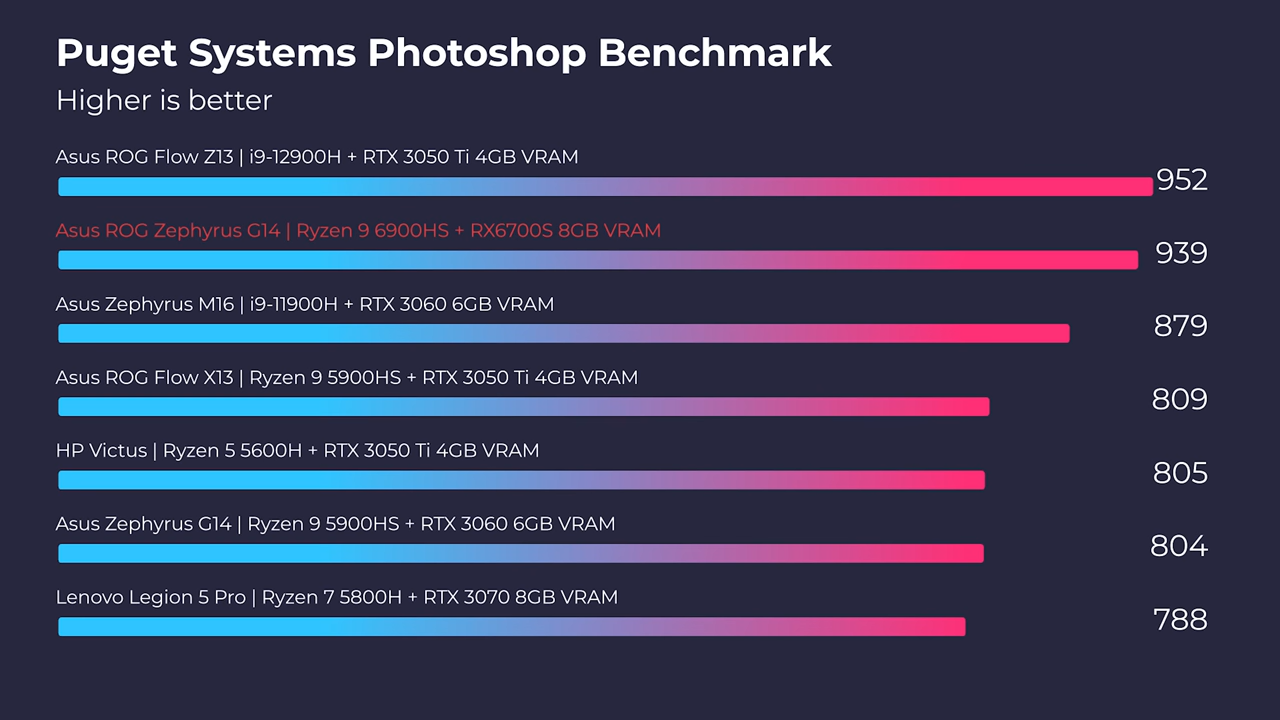 Puget Systems Photoshop Benchmark
Higher is better
Asus ROG Flow Z13 | i9-12900H + RTX 3050 Ti 4GB VRAM
952
Asus ROG Zephyrus G14 | Ryzen 9 6900HS + RX6700S 8GB VRAM
939
Asus Zephyrus M16 | i9-11900H + RTX 3060 6GB VRAM
879
Asus ROG Flow X13 | Ryzen 9 5900HS + RTX 3050 Ti 4GB VRAM
809
HP Victus | Ryzen 5 5600H + RTX 3050 Ti 4GB VRAM
805
Asus Zephyrus G14 | Ryzen 9 5900HS + RTX 3060 6GB VRAM
804
Lenovo Legion 5 Pro | Ryzen 7 5800H + RTX 3070 8GB VRAM
788